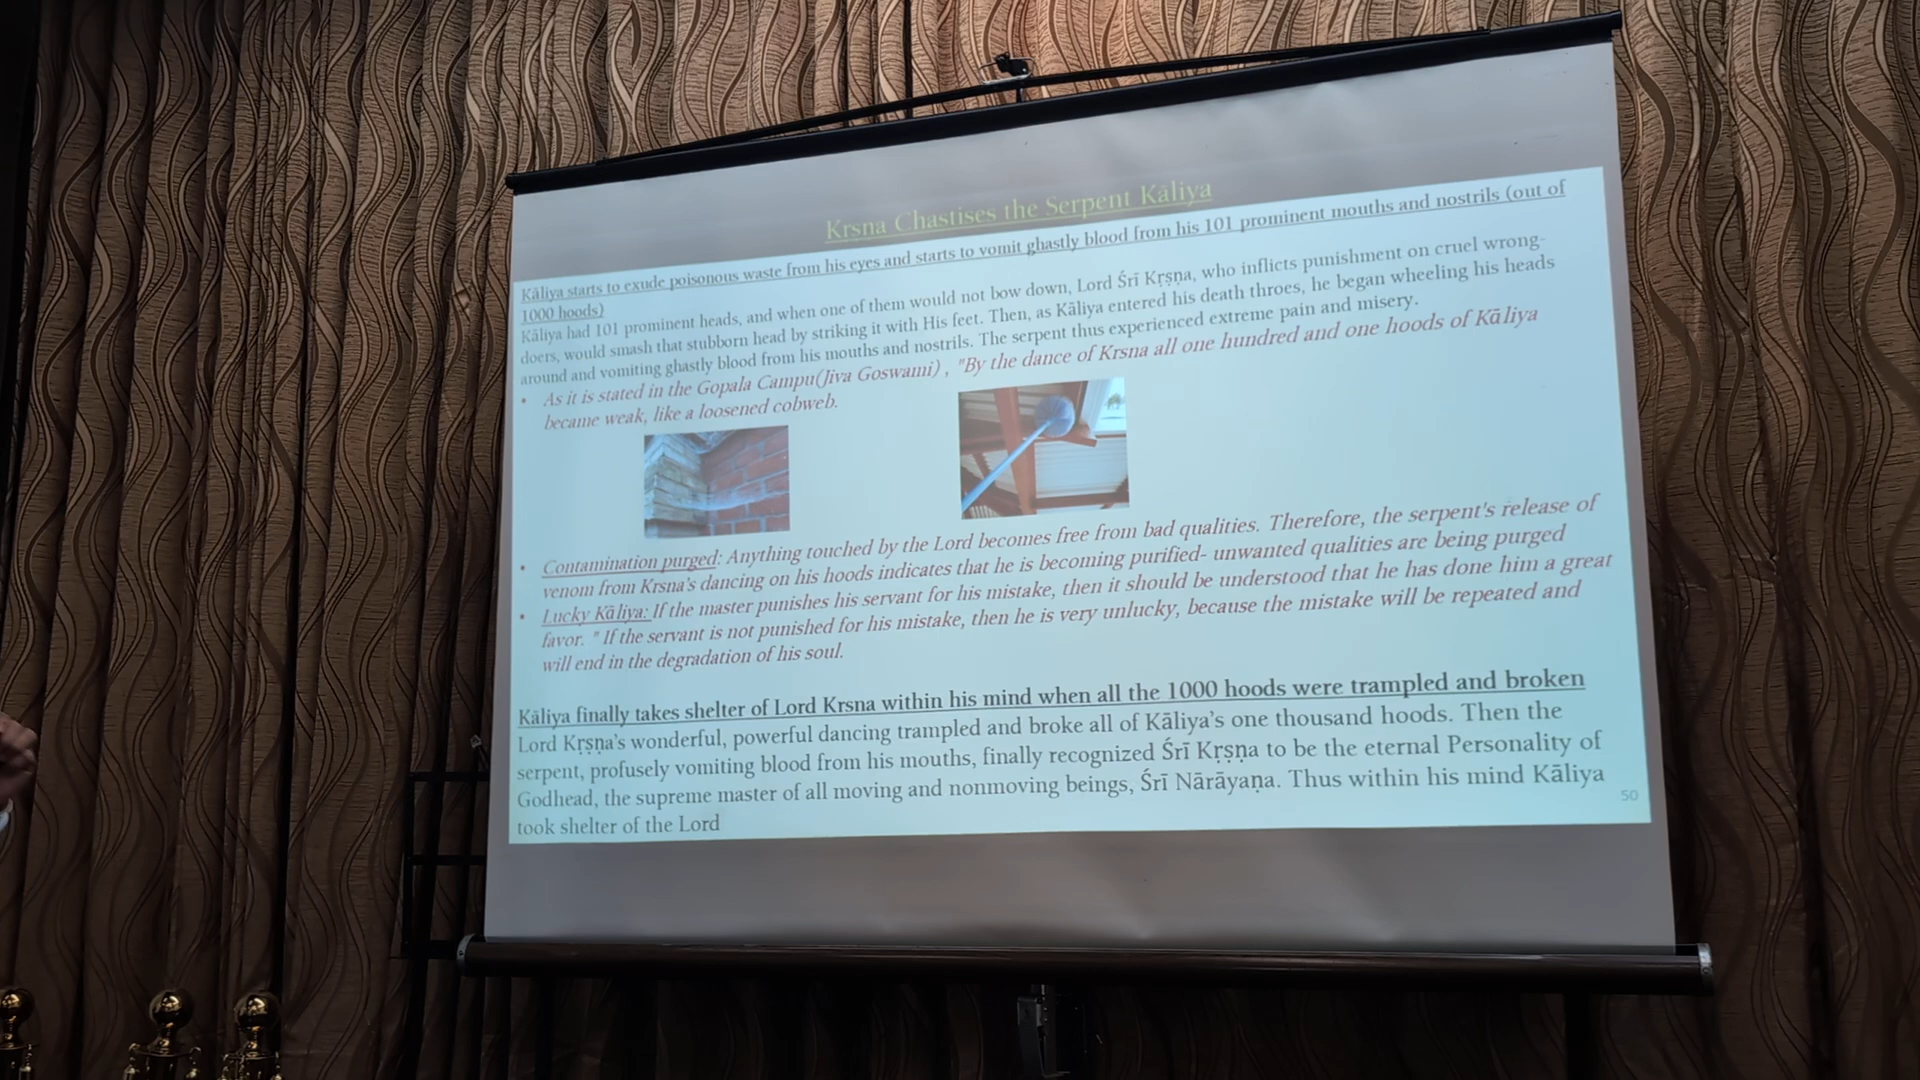 Krsna Chastises the Serpent Kāliya
Kāliya starts to exude poisonous waste from his eyes and starts to vomit ghastly blood from his 101 prominent mouths and nostrils (out of
1000 hoods)
Kāliya had 101 prominent heads, and when one of them would not bow down, Lord Śrī Kṛṣṇa, who inflicts punishment on cruel wrong-
doers, would smash that stubborn head by striking it with His feet. Then, as Kāliya entered his death throes, he began wheeling his heads
around and vomiting ghastly blood from his mouths and nostrils. The serpent thus experienced extreme pain and misery.
• As it is stated in the Gopala Campu(Jiva Goswami) , "By the dance of Krsna all one hundred and one hoods of Kāliya
became weak, like a loosened cobweb.
• Contamination purged: Anything touched by the Lord becomes free from bad qualities. Therefore, the serpent's release of
venom from Krsna's dancing on his hoods indicates that he is becoming purified- unwanted qualities are being purged
• Lucky Kāliya: If the master punishes his servant for his mistake, then it should be understood that he has done him a great
favor. " If the servant is not punished for his mistake, then he is very unlucky, because the mistake will be repeated and
will end in the degradation of his soul.
Kāliya finally takes shelter of Lord Krsna within his mind when all the 1000 hoods were trampled and broken
Lord Kṛṣṇa's wonderful, powerful dancing trampled and broke all of Kāliya's one thousand hoods. Then the
serpent, profusely vomiting blood from his mouths, finally recognized Śrī Kṛṣṇa to be the eternal Personality of
Godhead, the supreme master of all moving and nonmoving beings, Śrī Nārāyaṇa. Thus within his mind Kāliya
took shelter of the Lord
50